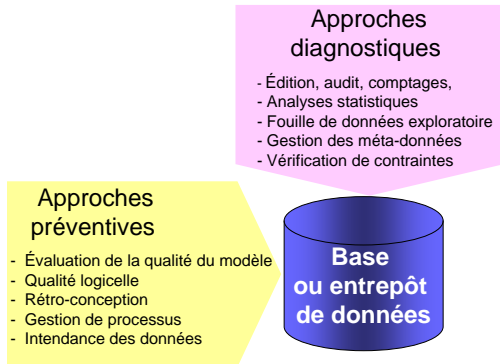 Approches
diagnostiques
- Édition, audit, comptages,
- Analyses statistiques
- Fouille de données exploratoire
- Gestion des méta-données
- Vérification de contraintes
Approches
préventives
- Évaluation de la qualité du modèle
- Qualité logicelle
- Rétro-conception
- Gestion de processus
- Intendance des données
Base
ou entrepôt
de données